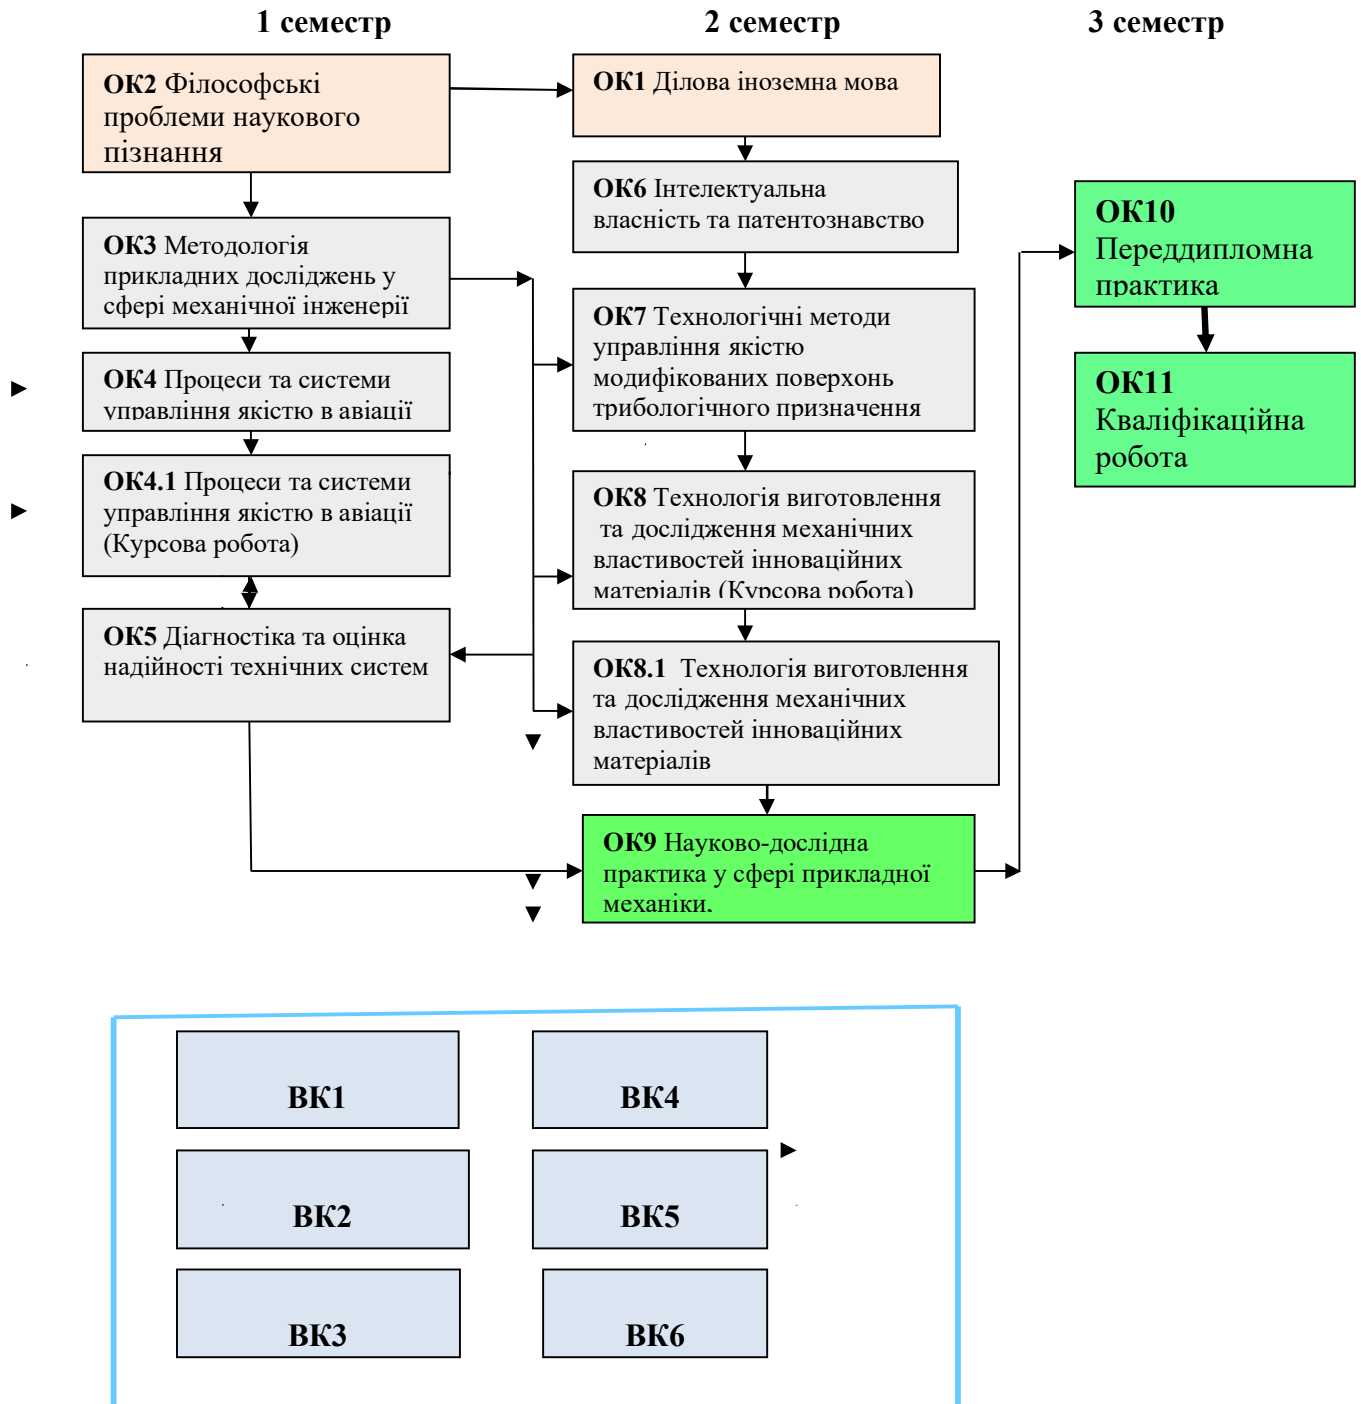 1 семестр
2 семестр
3 семестр
ОК2 Філософські
проблеми наукового
пізнання
ОК3 Методологія
прикладних досліджень у
сфері механічної інженерії
ОК4 Процеси та системи
управління якістю в авіації
ОК4.1 Процеси та системи
управління якістю в авіації
(Курсова робота)
ОК5 Діагностіка та оцінка
надійності технічних систем
ОК1 Ділова іноземна мова
ОК6 Інтелектуальна
власність та патентознавство
ОК7 Технологічні методи
управління якістю
модифікованих поверхонь
трибологічного призначення
ОК8 Технологія виготовлення
та дослідження механічних
властивостей інноваційних
матеріалів (Курсова робота)
ОК8.1 Технологія виготовлення
та дослідження механічних
властивостей інноваційних
матеріалів
ОК9 Науково-дослідна
практика у сфері прикладної
механіки.
ОК10
Переддипломна
практика
ОК11
Кваліфікаційна
робота
ВК1
ВК4
ВК2
ВК5
ВК3
ВК6